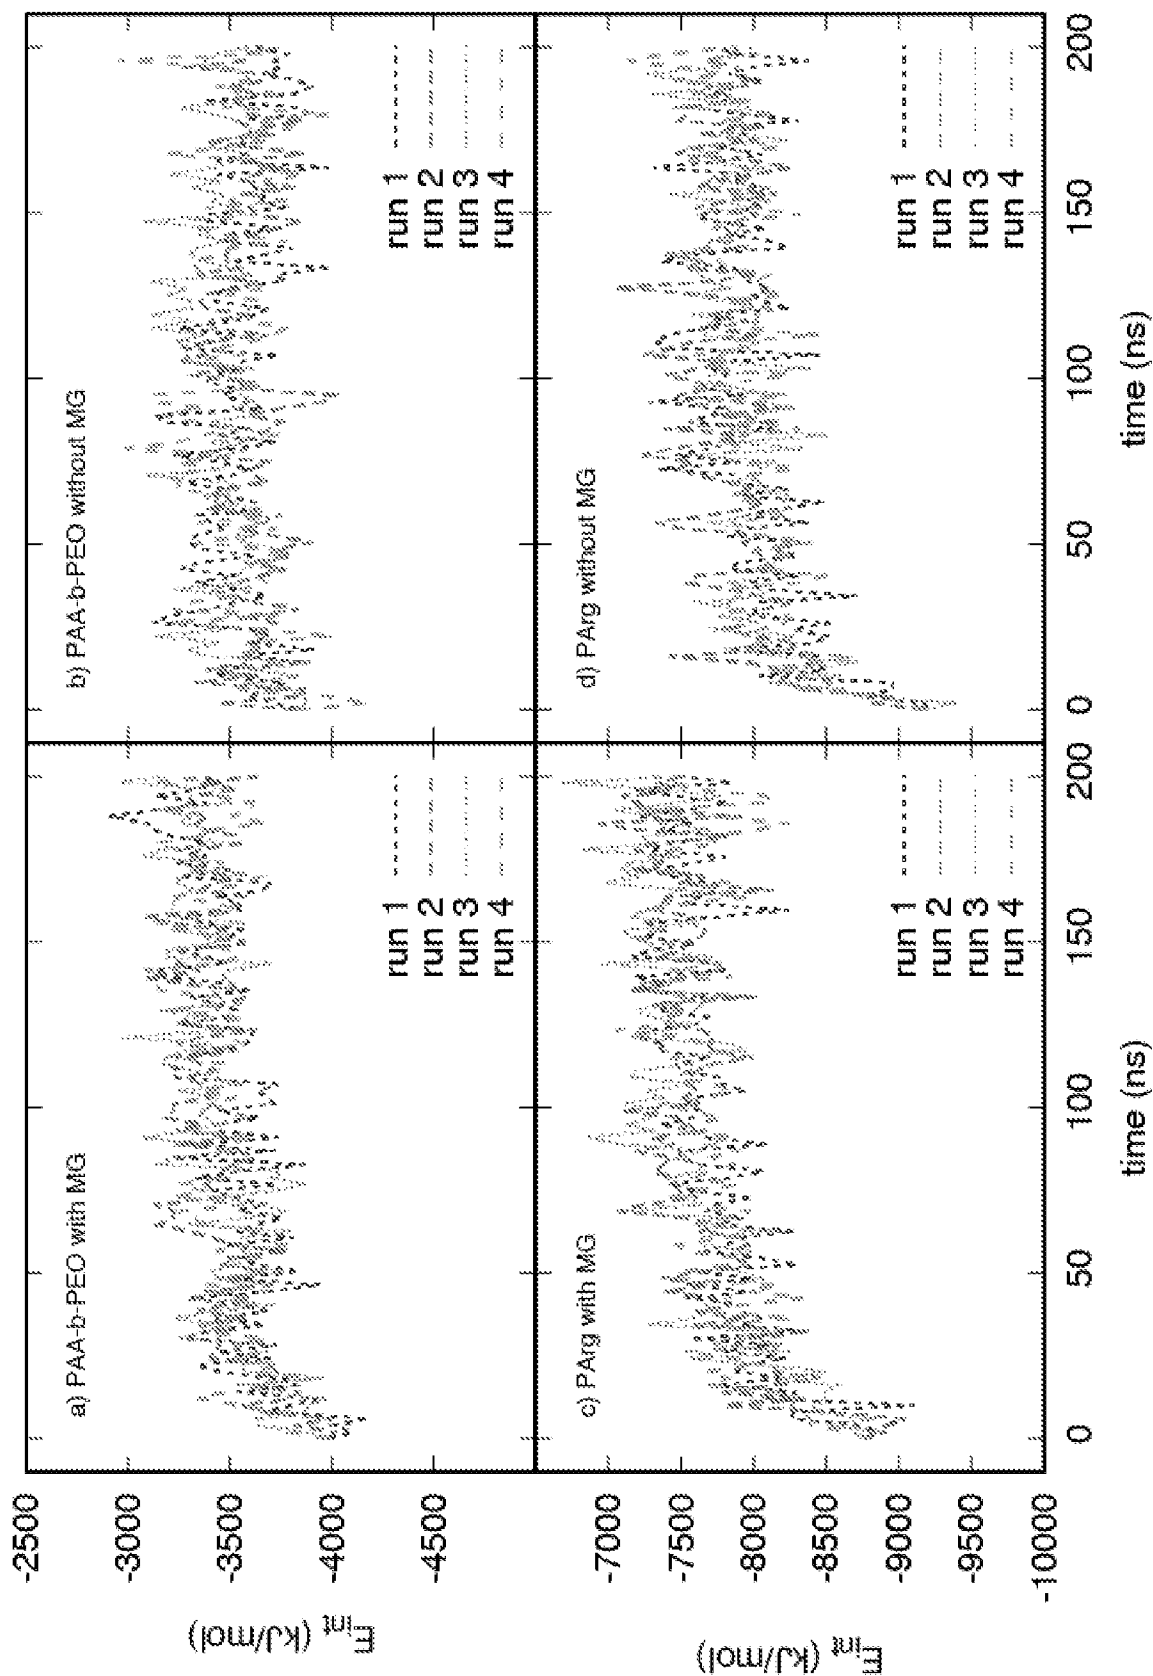 a) PAA-b-PEO with MG
-2500
-3000
-3500
-4000
-4500
E_int (kJ/mol)
run 1
run 2
run 3
run 4
b) PAA-b-PEO without MG
run 1
run 2
run 3
run 4
c) PArg with MG
-7000
-7500
-8000
-8500
-9000
-9500
-10000
E_int (kJ/mol)
run 1
run 2
run 3
run 4
0 50 100 150 200
time (ns)
d) PArg without MG
run 1
run 2
run 3
run 4
0 50 100 150 200
time (ns)